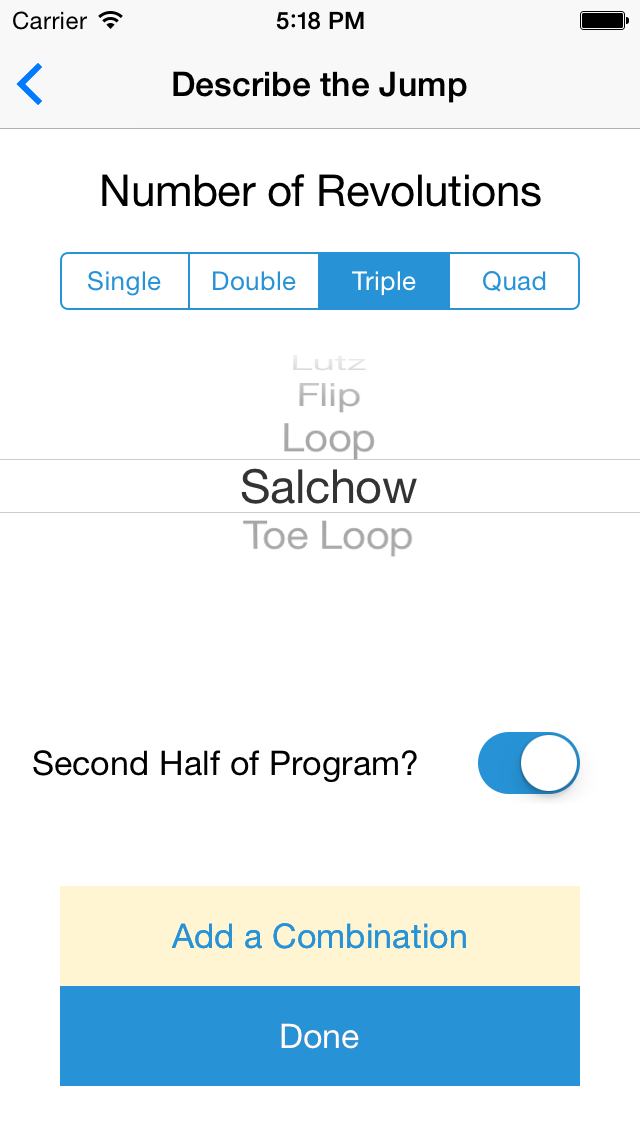 Carrier 5:18 PM
Describe the Jump
Number of Revolutions
Single Double Triple Quad
Lutz
Flip
Loop
Salchow
Toe Loop
Second Half of Program?
Add a Combination
Done